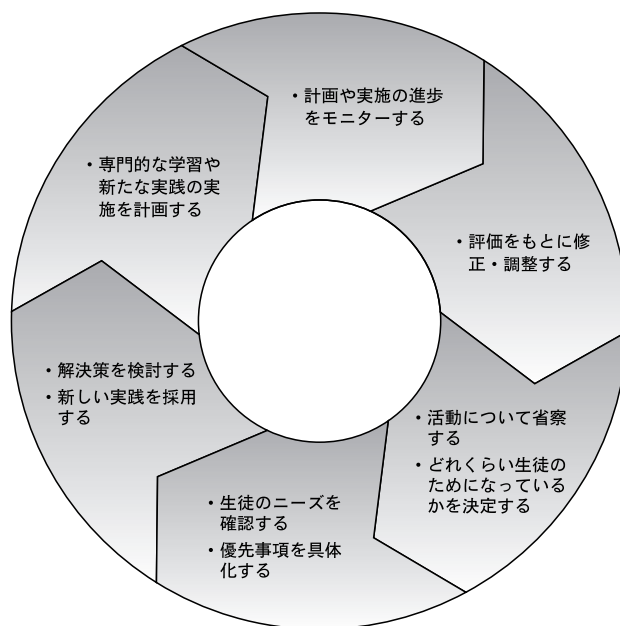 ・計画や実施の進歩
をモニターする
・専門的な学習や
新たな実践の実
施を計画する
・評価をもとに修
正・調整する
・解決策を検討する
・新しい実践を採用
する
・活動について省察
する
・どれくらい生徒の
ためになっている
かを決定する
・生徒のニーズを
確認する
・優先事項を具体
化する